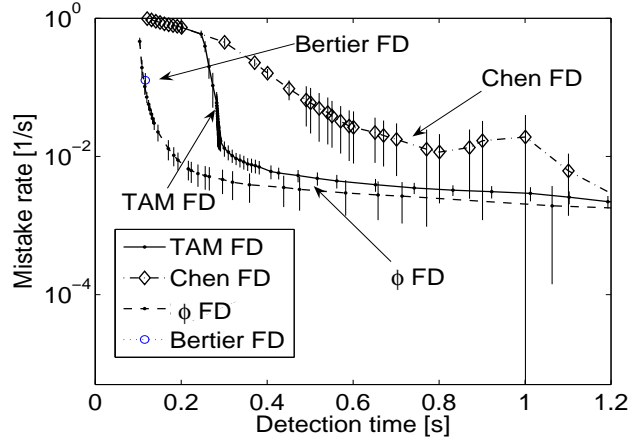 10^0
Bertier FD
Chen FD
10^-2
TAM FD
φ FD
10^-4
Mistake rate [1/s]
TAM FD
Chen FD
φ FD
Bertier FD
0 0.2 0.4 0.6 0.8 1 1.2
Detection time [s]